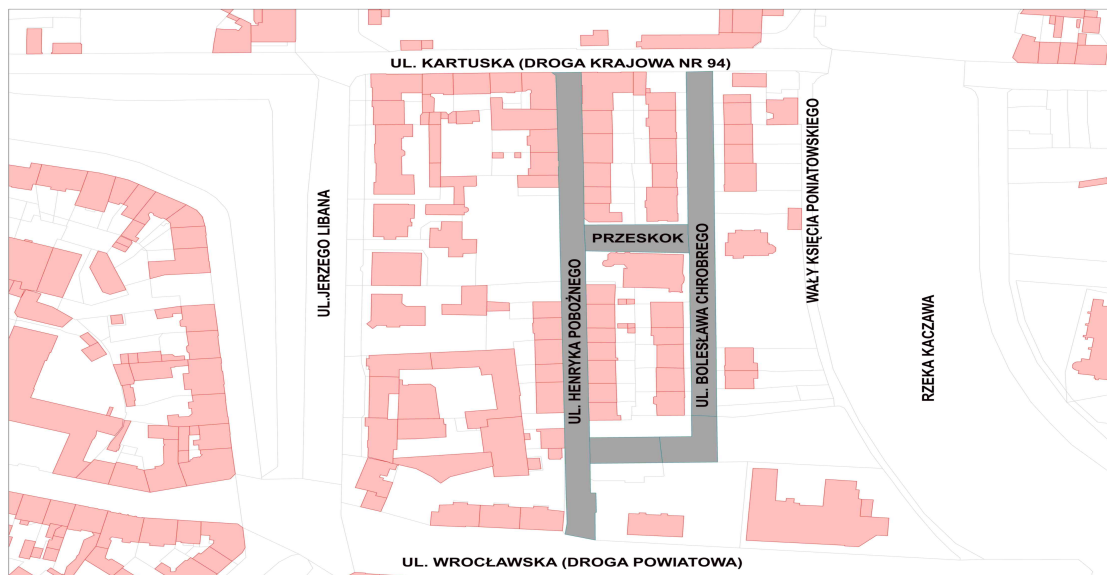 UL. KARTUSKA (DROGA KRAJOWA NR 94)
UL.JERZEGO LIBANA
UL. HENRYKA POBOŻNEGO
PRZESKOK
UL. BOLESŁAWA CHROBREGO
WAŁY KSIĘCIA PONIATOWSKIEGO
RZEKA KACZAWA
UL. WROCŁAWSKA (DROGA POWIATOWA)